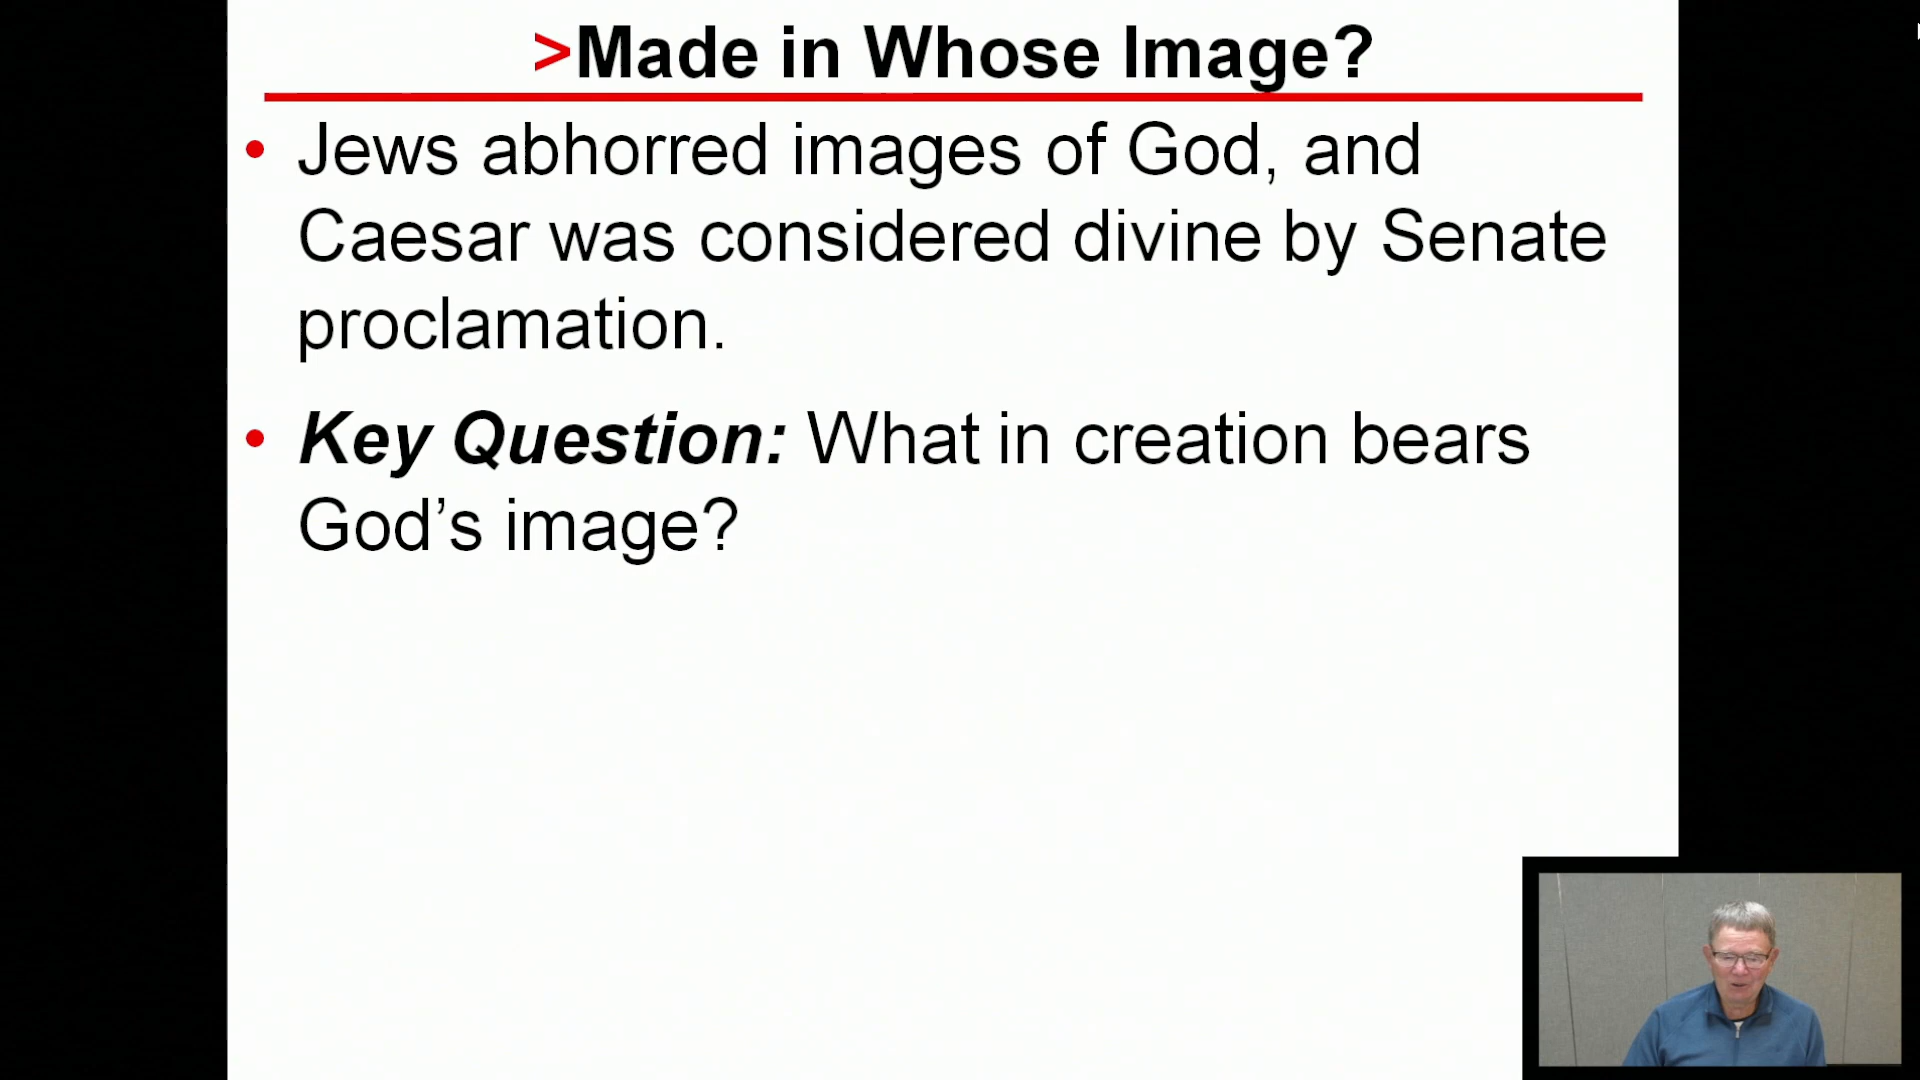 >Made in Whose Image?
• Jews abhorred images of God, and
Caesar was considered divine by Senate
proclamation.
• Key Question: What in creation bears
God’s image?